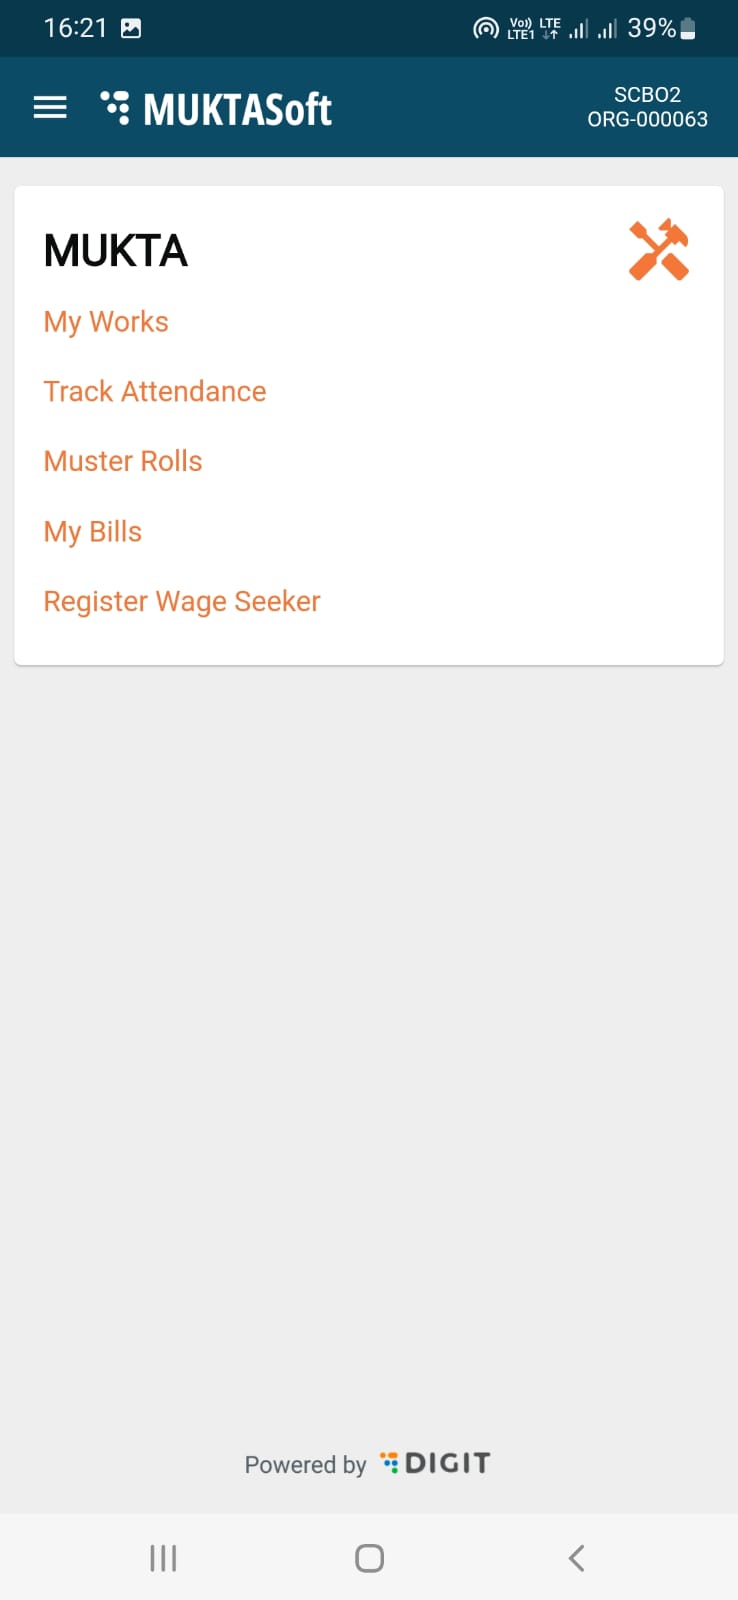 16:21
Vo)) LTE
LTE1
39%
MUKTASoft
SCBO2
ORG-000063
MUKTA
My Works
Track Attendance
Muster Rolls
My Bills
Register Wage Seeker
Powered by DIGIT